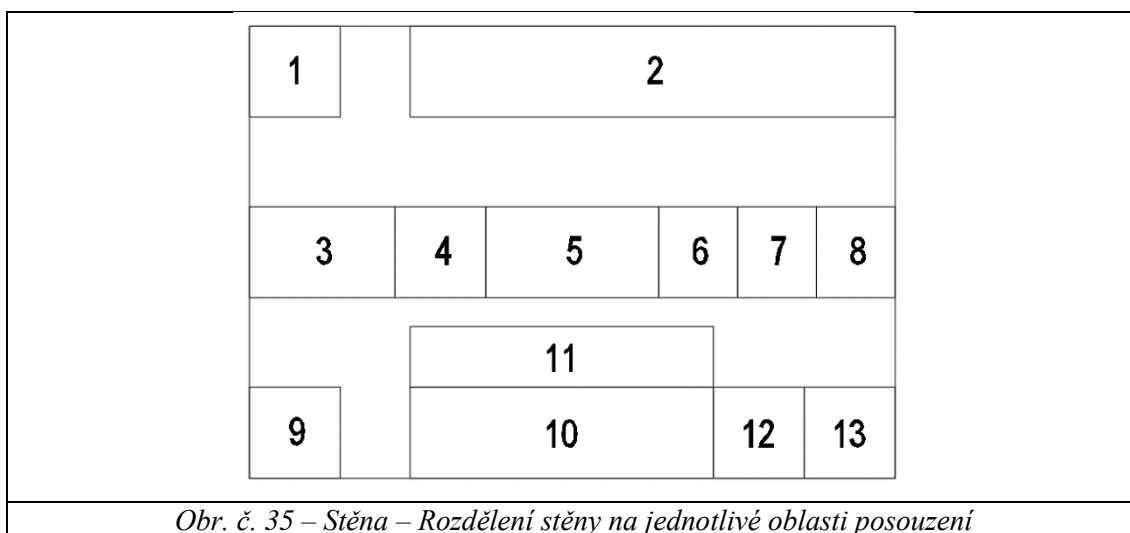 1 2
3 4 5 6 7 8
11
9 10 12 13
Obr. č. 35 – Stěna – Rozdělení stěny na jednotlivé oblasti posouzení